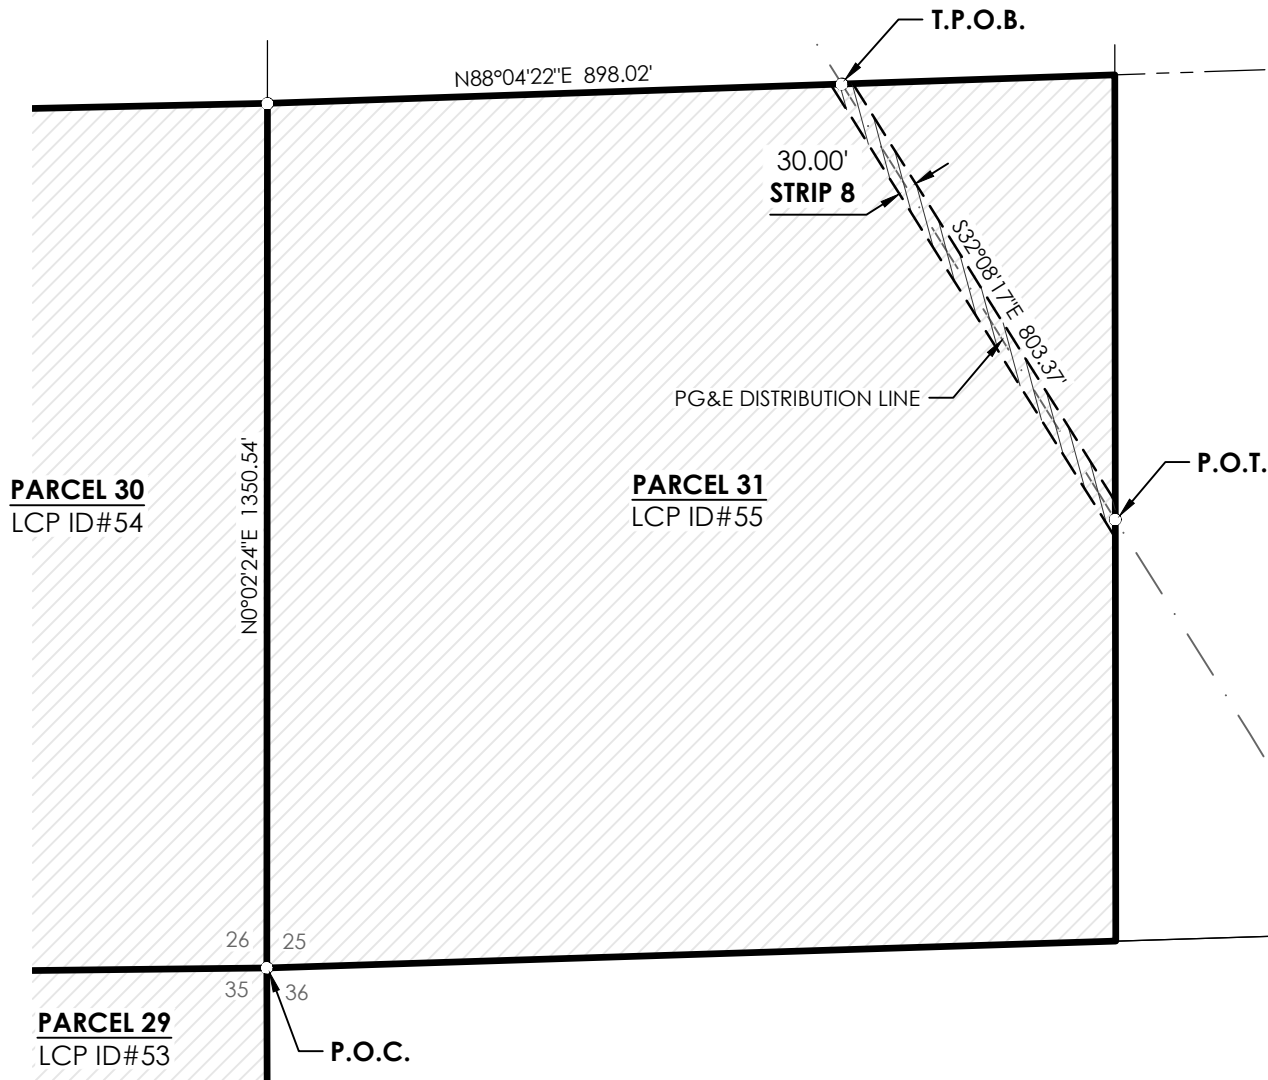 T.P.O.B.
N88°04'22"E 898.02'
30.00'
STRIP 8
S32°08'17"E 803.37'
PG&E DISTRIBUTION LINE
P.O.T.
N0°02'24"E 1350.54'
PARCEL 30
LCP ID#54
PARCEL 31
LCP ID#55
26 25
35 36
PARCEL 29
LCP ID#53
P.O.C.